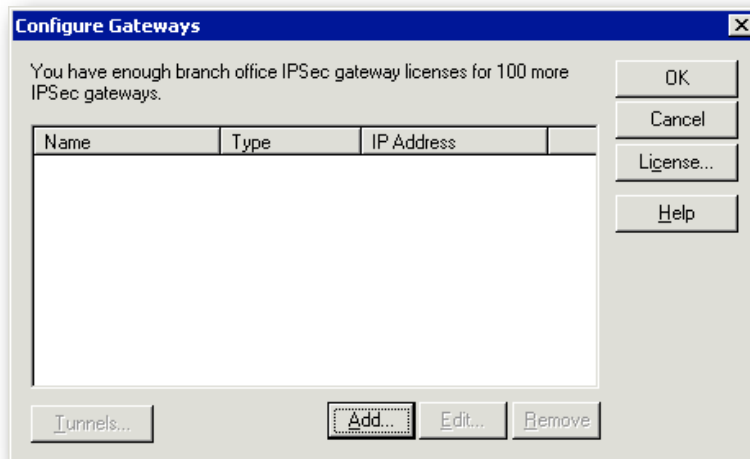 Configure Gateways
You have enough branch office IPSec gateway licenses for 100 more
IPSec gateways.
OK
Cancel
License...
Help
Name Type IP Address
Tunnels... Add... Edit... Remove